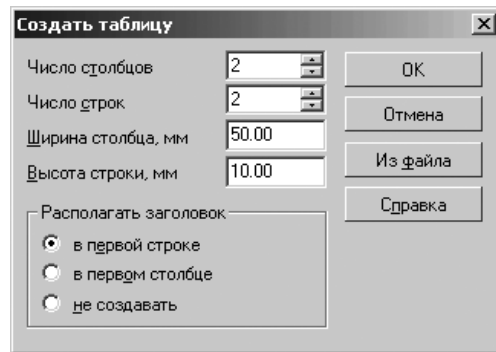 Создать таблицу
Число столбцов 2 OK
Число строк 2 Отмена
Ширина столбца, мм 50.00 Из файла
Высота строки, мм 10.00 Справка
Располагать заголовок
в первой строке
в первом столбце
не создавать